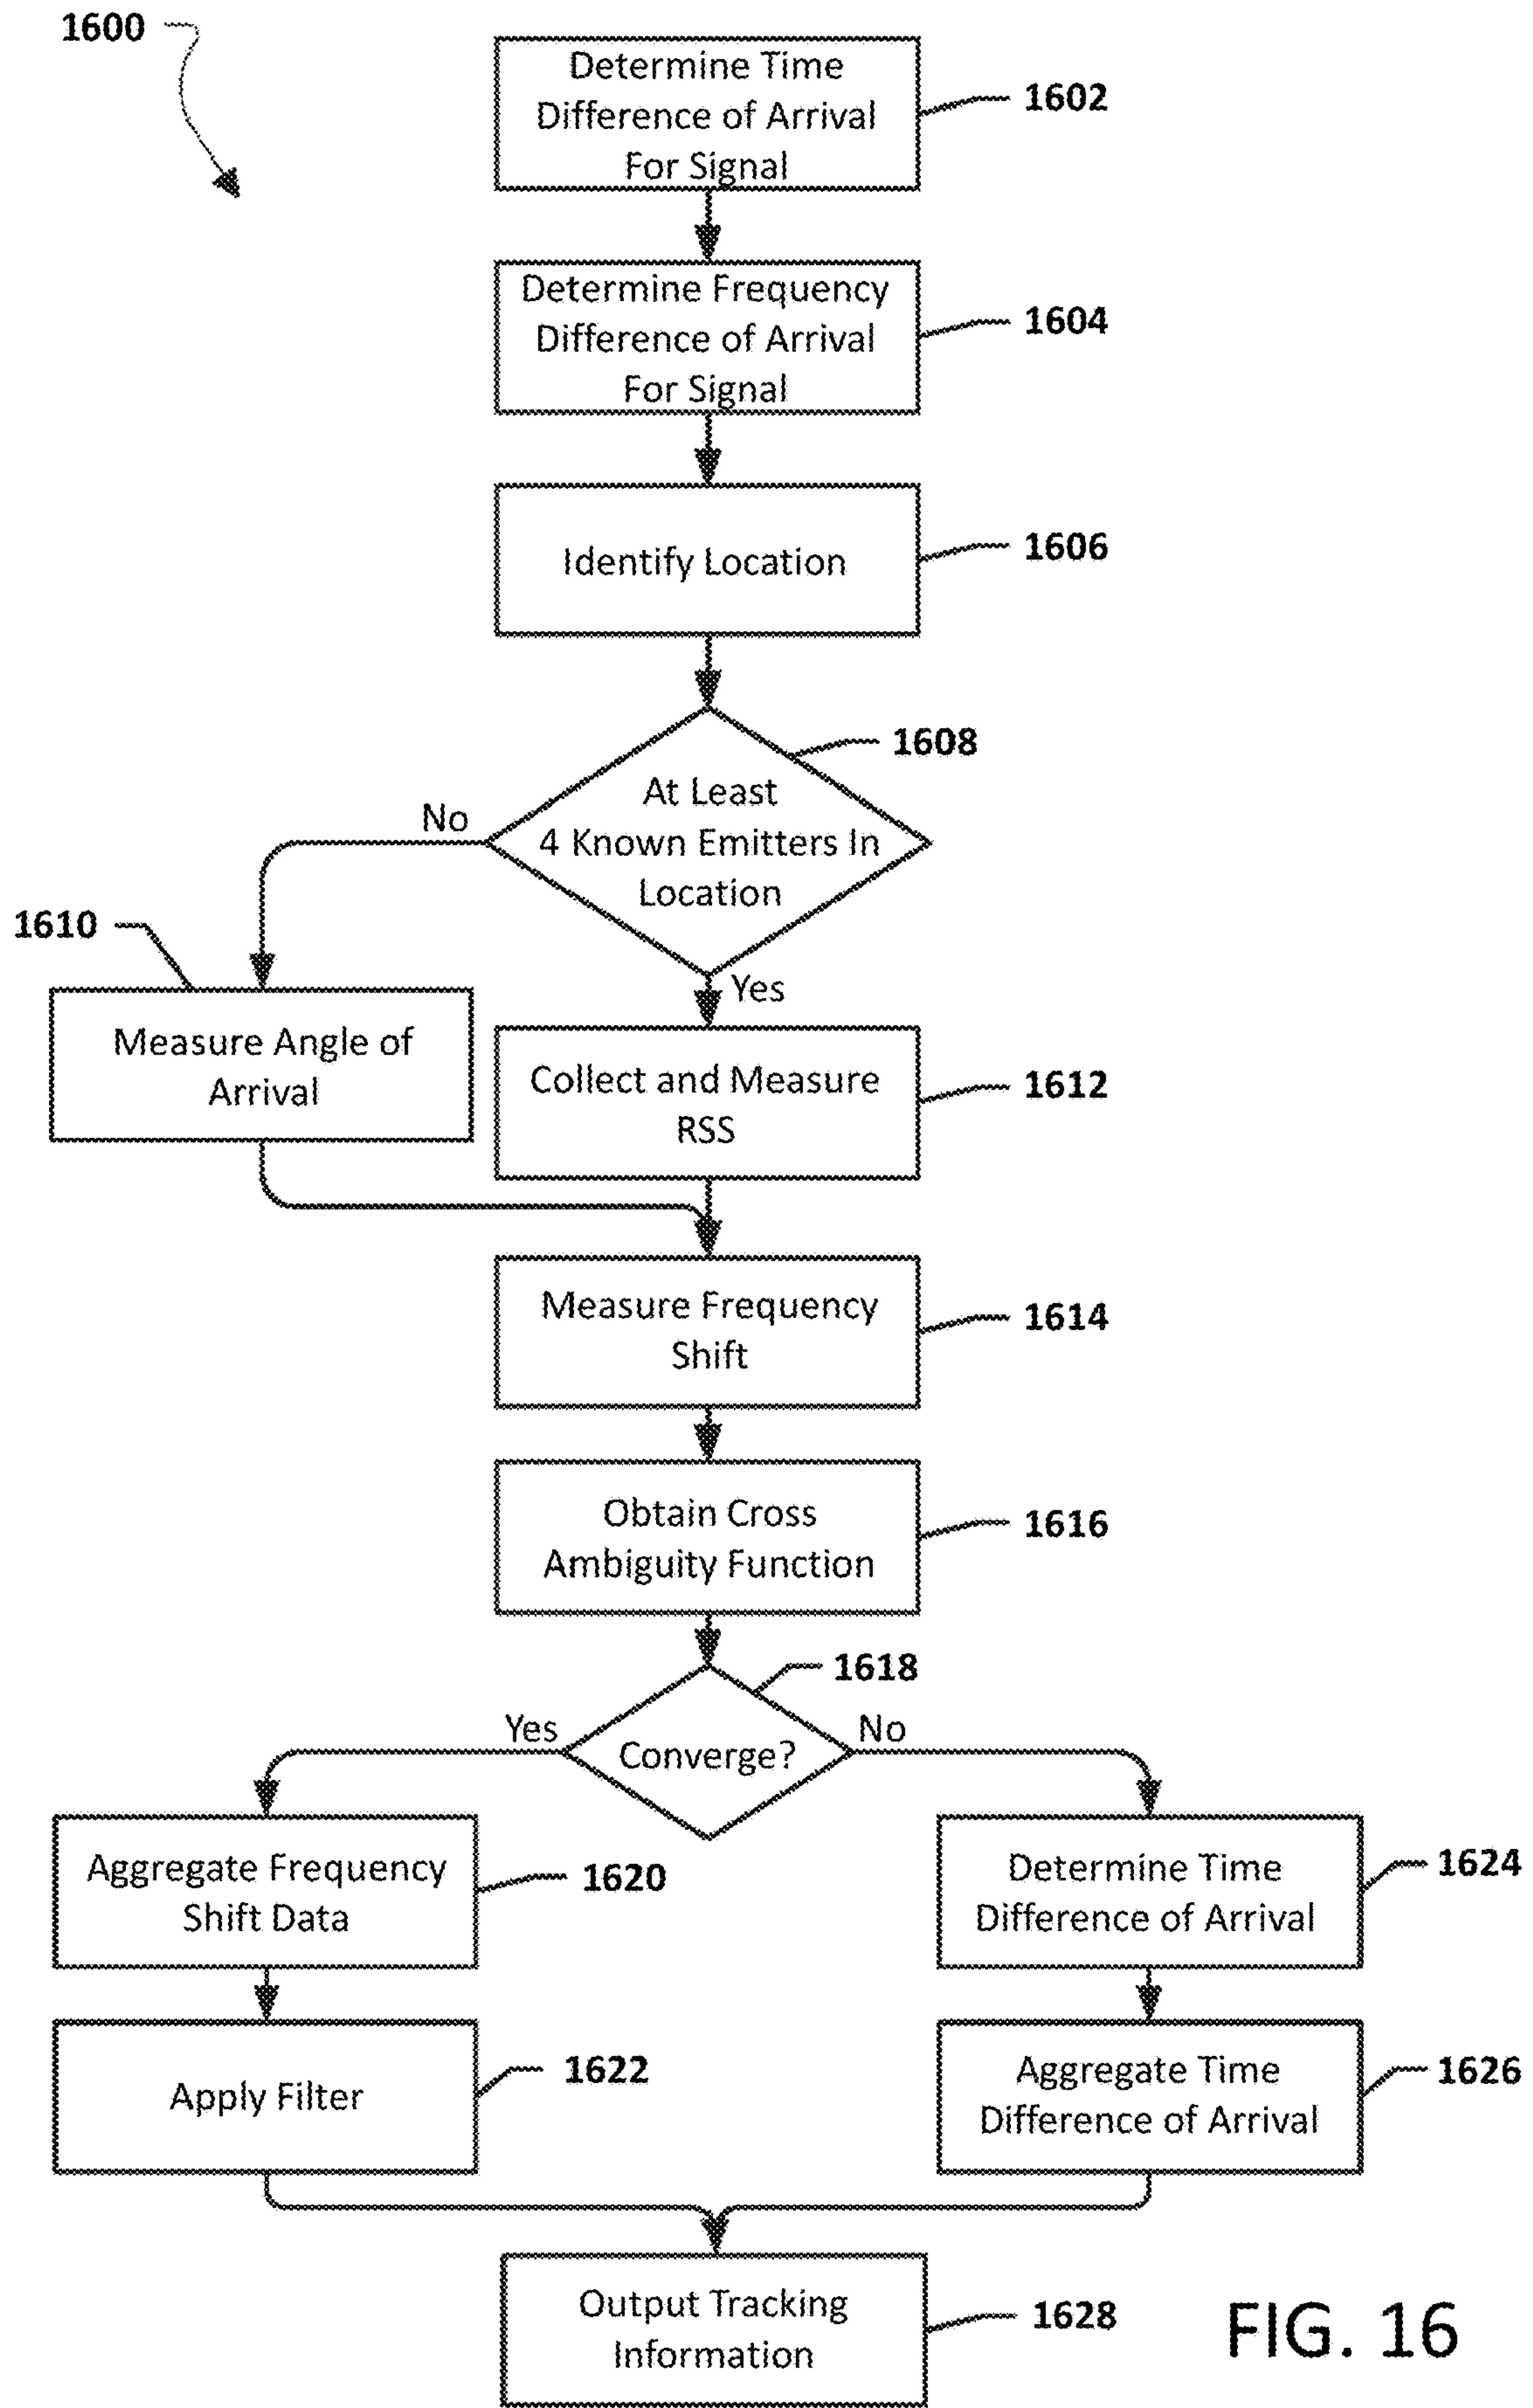 1600
Determine Time
Difference of Arrival
For Signal
1602
Determine Frequency
Difference of Arrival
For Signal
1604
Identify Location
1606
1608
At Least
4 Known Emitters In
Location
No
Yes
1610
Measure Angle of
Arrival
Collect and Measure
RSS
1612
Measure Frequency
Shift
1614
Obtain Cross
Ambiguity Function
1616
1618
Converge?
Yes
No
Aggregate Frequency
Shift Data
1620
Determine Time
Difference of Arrival
1624
Apply Filter
1622
Aggregate Time
Difference of Arrival
1626
Output Tracking
Information
1628
FIG. 16